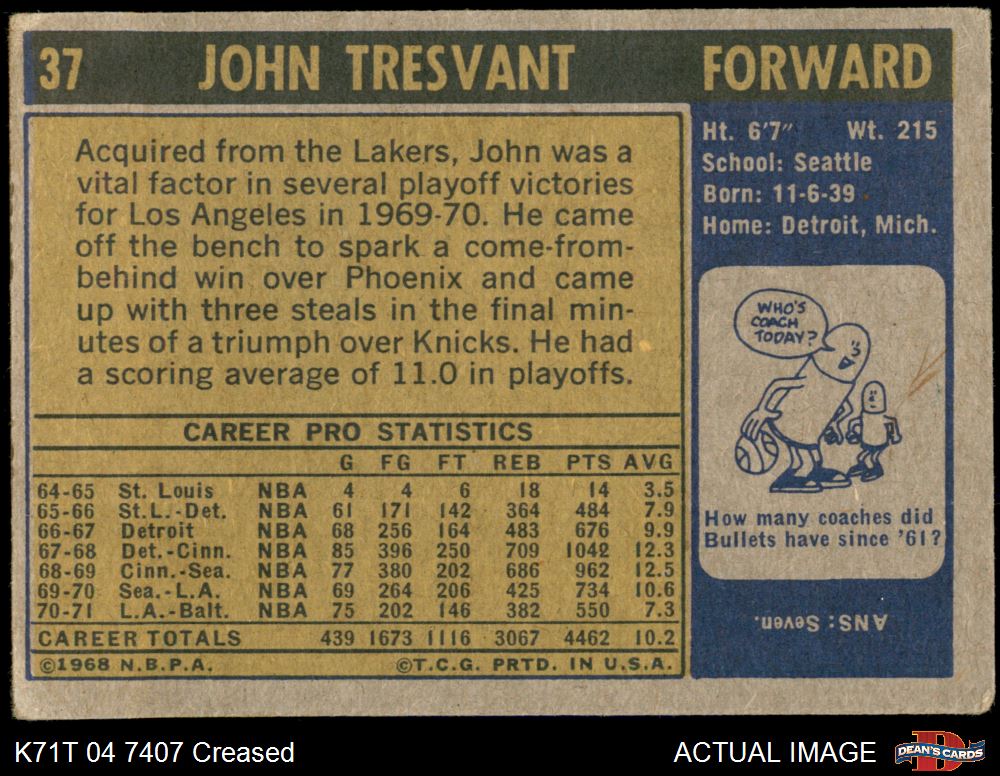 37 JOHN TRESVANT FORWARD
Acquired from the Lakers, John was a
vital factor in several playoff victories
for Los Angeles in 1969-70. He came
off the bench to spark a come-from-
behind win over Phoenix and came
up with three steals in the final min-
utes of a triumph over Knicks. He had
a scoring average of 11.0 in playoffs.
CAREER PRO STATISTICS
G FG FT REB PTS AVG
64-65 St. Louis NBA 4 4 6 18 14 3.5
65-66 St.L.-Det. NBA 61 171 142 364 484 7.9
66-67 Detroit NBA 68 256 164 483 676 9.9
67-68 Det.-Cinn. NBA 85 396 250 709 1042 12.3
68-69 Cinn.-Sea. NBA 77 380 202 686 962 12.5
69-70 Sea.-L.A. NBA 69 264 206 425 734 10.6
70-71 L.A.-Balt. NBA 75 202 146 382 550 7.3
CAREER TOTALS 439 1673 1116 3067 4462 10.2
©1968 N.B.P.A. ©T.C.G. PRTD. IN U.S.A.
Ht. 6'7" Wt. 215
School: Seattle
Born: 11-6-39
Home: Detroit, Mich.
WHO'S
COACH
TODAY?
How many coaches did
Bullets have since '61?
ANS: Seven.
K71T 04 7407 Creased ACTUAL IMAGE
D
DEAN'S CARDS